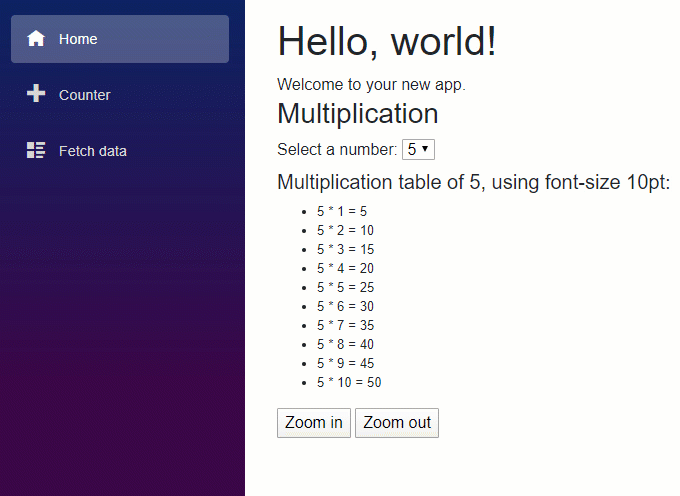 Home
Counter
Fetch data
Hello, world!
Welcome to your new app.
Multiplication
Select a number: 5
Multiplication table of 5, using font-size 10pt:
5 * 1 = 5
5 * 2 = 10
5 * 3 = 15
5 * 4 = 20
5 * 5 = 25
5 * 6 = 30
5 * 7 = 35
5 * 8 = 40
5 * 9 = 45
5 * 10 = 50
Zoom in Zoom out